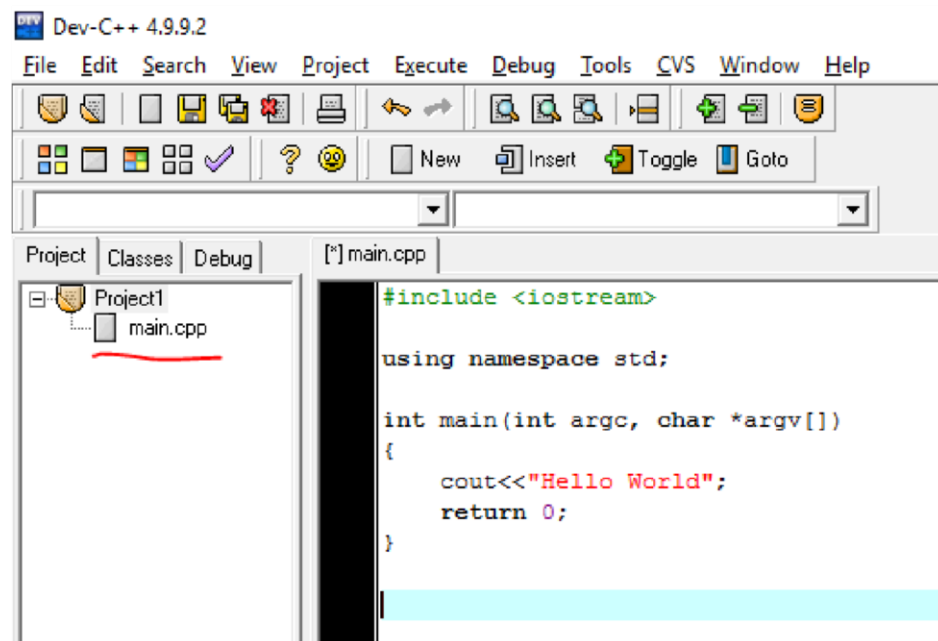 DEV Dev-C++ 4.9.9.2
File Edit Search View Project Execute Debug Tools CVS Window Help
New Insert Toggle Goto
Project Classes Debug
[*] main.cpp
Project1
main.cpp
#include <iostream>
using namespace std;
int main(int argc, char *argv[])
{
cout<<"Hello World";
return 0;
}